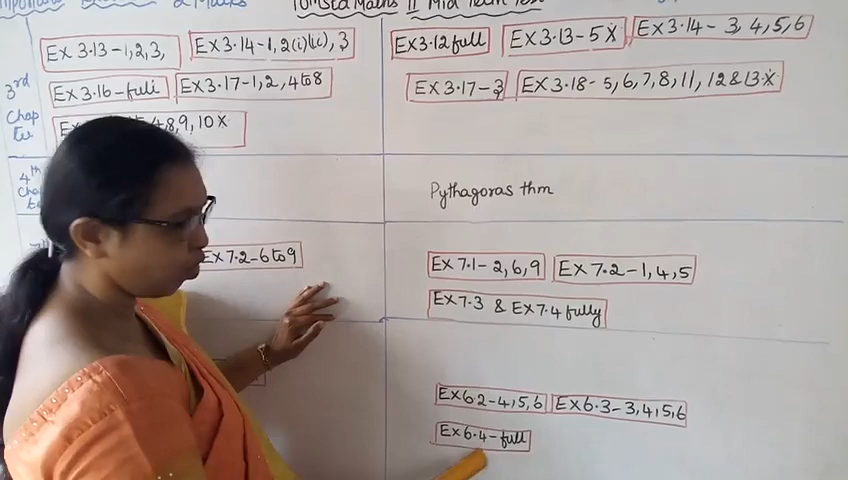 2 Marks
10th Std Maths II Mid Term Test
EX 3.13-1,2,3,
EX 3.14-1,2(i)(ii),3
EX 3.16-full
EX 3.17-1,2,4 to 8
8,9,10 X
3rd
Chap
EX 3.12 full
EX 3.13-5 X
EX 3.14-3,4,5,6
EX 3.17-3
EX 3.18-5,6,7,8,11,12 & 13.X
4th
Pythagoras thm
EX 7.2-6 to 9
EX 7.1-2,6,9
EX 7.2-1,4,5
EX 7.3 & EX 7.4 fully
EX 6.2-4,5,6
EX 6.3-3,4,5,6
EX 6.4-full